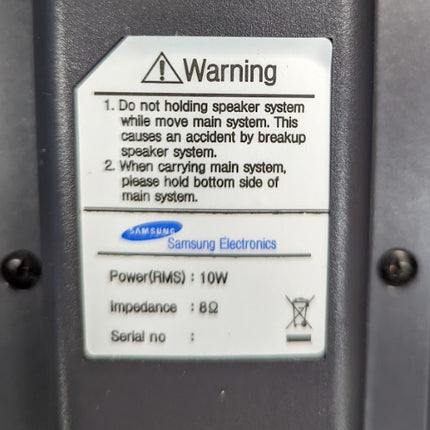 Warning
1. Do not holding speaker system
while move main system. This
causes an accident by breakup
speaker system.
2. When carrying main system,
please hold bottom side of
main system.
SAMSUNG
Samsung Electronics
Power(RMS) : 10W
Impedance : 8Ω
Serial no :